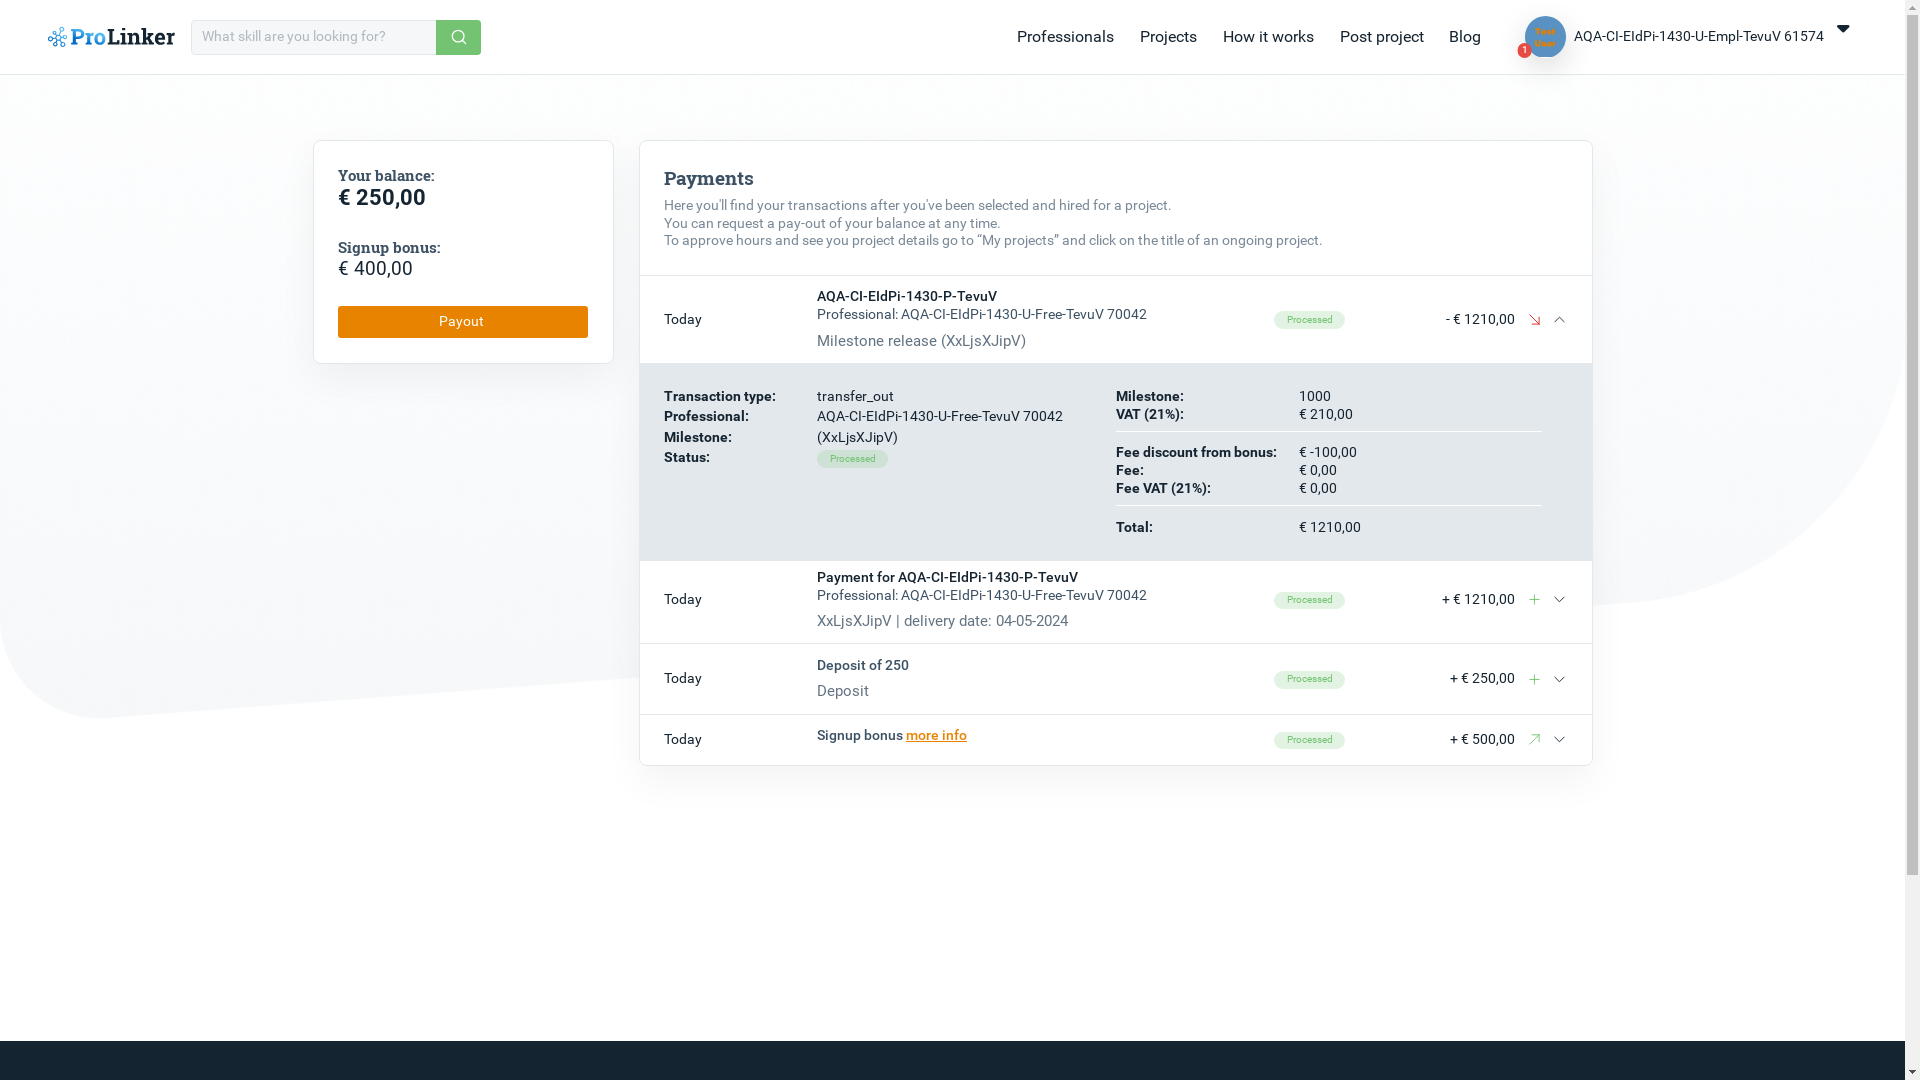 ProLinker
What skill are you looking for?
Professionals
Projects
How it works
Post project
Blog
Test
User
1
AQA-CI-EIdPi-1430-U-Empl-TevuV 61574
Your balance:
€ 250,00
Signup bonus:
€ 400,00
Payout
Payments
Here you'll find your transactions after you've been selected and hired for a project.
You can request a pay-out of your balance at any time.
To approve hours and see you project details go to “My projects” and click on the title of an ongoing project.
Today
AQA-CI-EIdPi-1430-P-TevuV
Professional: AQA-CI-EIdPi-1430-U-Free-TevuV 70042
Milestone release (XxLjsXJipV)
Processed
- € 1210,00
Transaction type: transfer_out
Professional: AQA-CI-EIdPi-1430-U-Free-TevuV 70042
Milestone: (XxLjsXJipV)
Status: Processed
Milestone: 1000
VAT (21%): € 210,00
Fee discount from bonus: € -100,00
Fee: € 0,00
Fee VAT (21%): € 0,00
Total: € 1210,00
Today
Payment for AQA-CI-EIdPi-1430-P-TevuV
Professional: AQA-CI-EIdPi-1430-U-Free-TevuV 70042
XxLjsXJipV | delivery date: 04-05-2024
Processed
+ € 1210,00
Today
Deposit of 250
Deposit
Processed
+ € 250,00
Today
Signup bonus more info
Processed
+ € 500,00